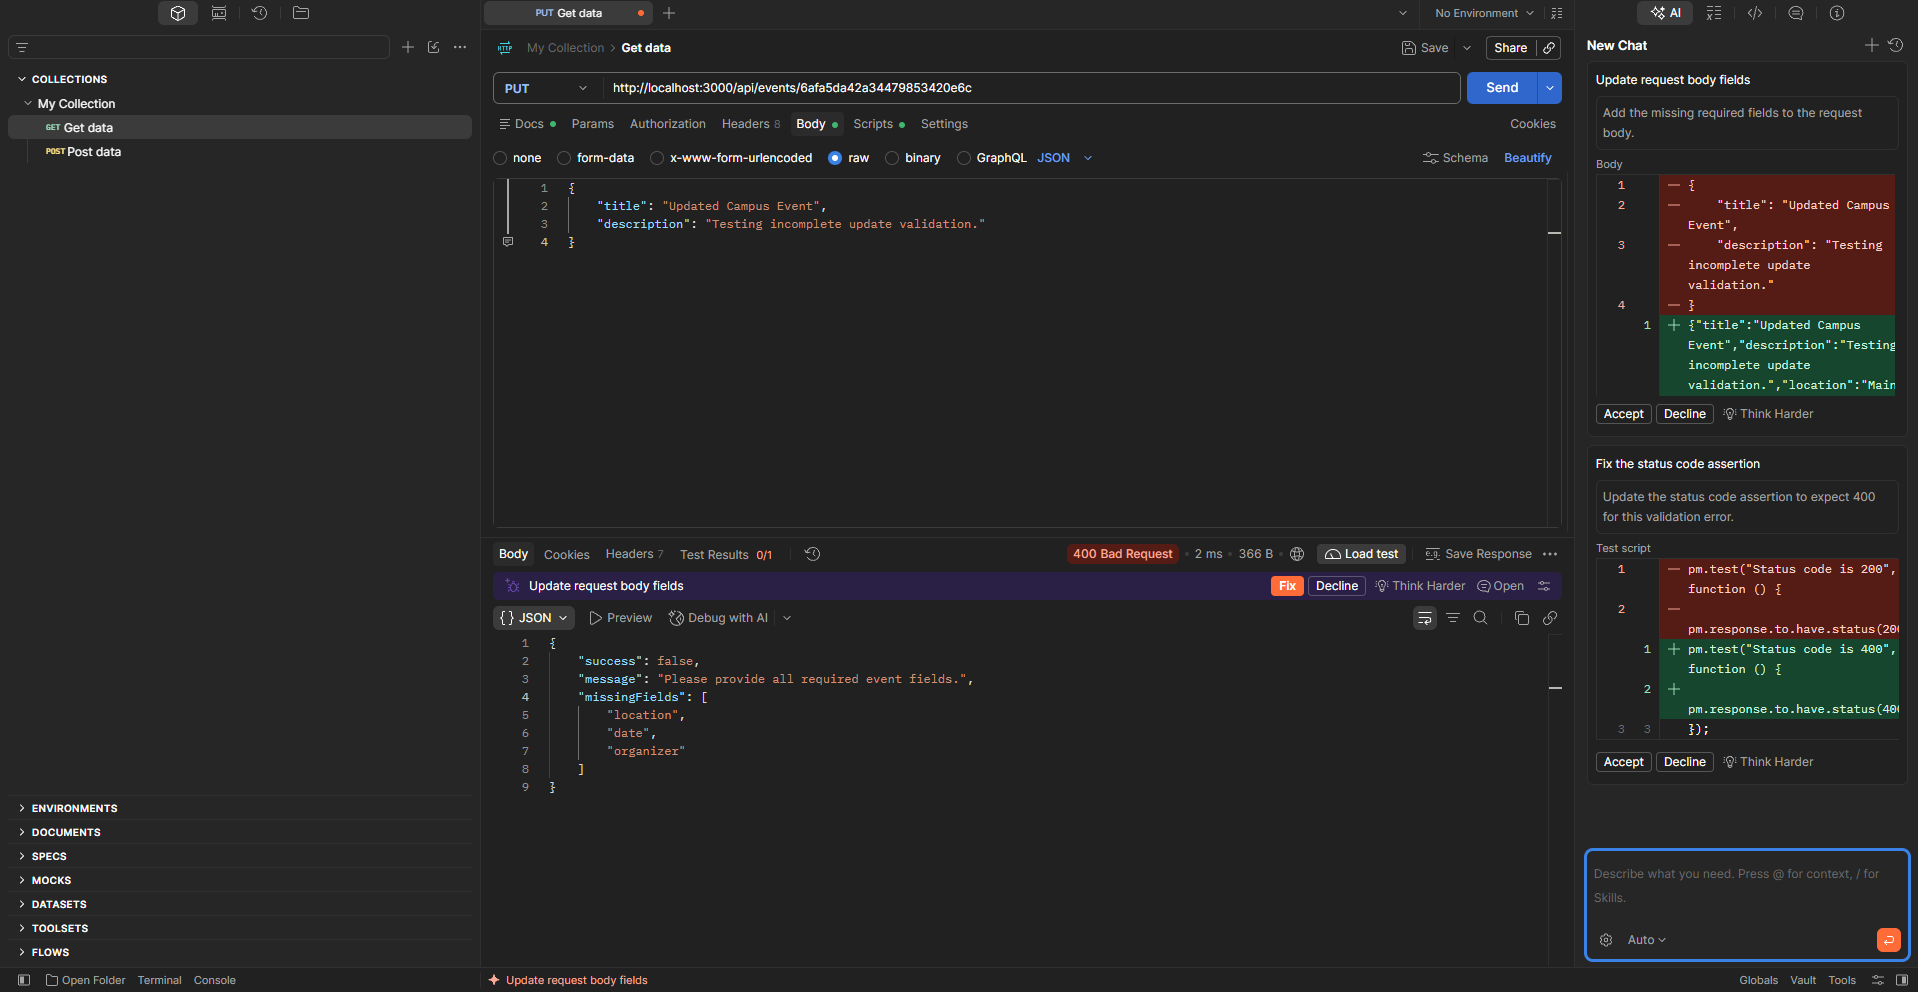 PUT Get data
No Environment
AI
My Collection > Get data
Save
Share
New Chat
COLLECTIONS
My Collection
GET Get data
POST Post data
PUT
http://localhost:3000/api/events/6afa5da42a34479853420e6c
Send
Docs
Params
Authorization
Headers 8
Body
Scripts
Settings
Cookies
none
form-data
x-www-form-urlencoded
raw
binary
GraphQL
JSON
Schema
Beautify
1 {
2 "title": "Updated Campus Event",
3 "description": "Testing incomplete update validation."
4 }
Body
Cookies
Headers 7
Test Results 0/1
400 Bad Request
2 ms
366 B
Load test
e.g. Save Response
Update request body fields
Fix
Decline
Think Harder
Open
{} JSON
Preview
Debug with AI
1 {
2 "success": false,
3 "message": "Please provide all required event fields.",
4 "missingFields": [
5 "location",
6 "date",
7 "organizer"
8 ]
9 }
Update request body fields
Add the missing required fields to the request
body.
Body
1 — {
2 — "title": "Updated Campus
Event",
3 — "description": "Testing
incomplete update
validation."
4 — }
1 + {"title":"Updated Campus
Event","description":"Testing
incomplete update
validation.","location":"Main
Accept
Decline
Think Harder
Fix the status code assertion
Update the status code assertion to expect 400
for this validation error.
Test script
1 — pm.test("Status code is 200",
function () {
2 —
pm.response.to.have.status(200
1 + pm.test("Status code is 400",
function () {
2 +
pm.response.to.have.status(400
3 3 });
Accept
Decline
Think Harder
Describe what you need. Press @ for context, / for
Skills.
Auto
ENVIRONMENTS
DOCUMENTS
SPECS
MOCKS
DATASETS
TOOLSETS
FLOWS
Open Folder
Terminal
Console
Update request body fields
Globals
Vault
Tools